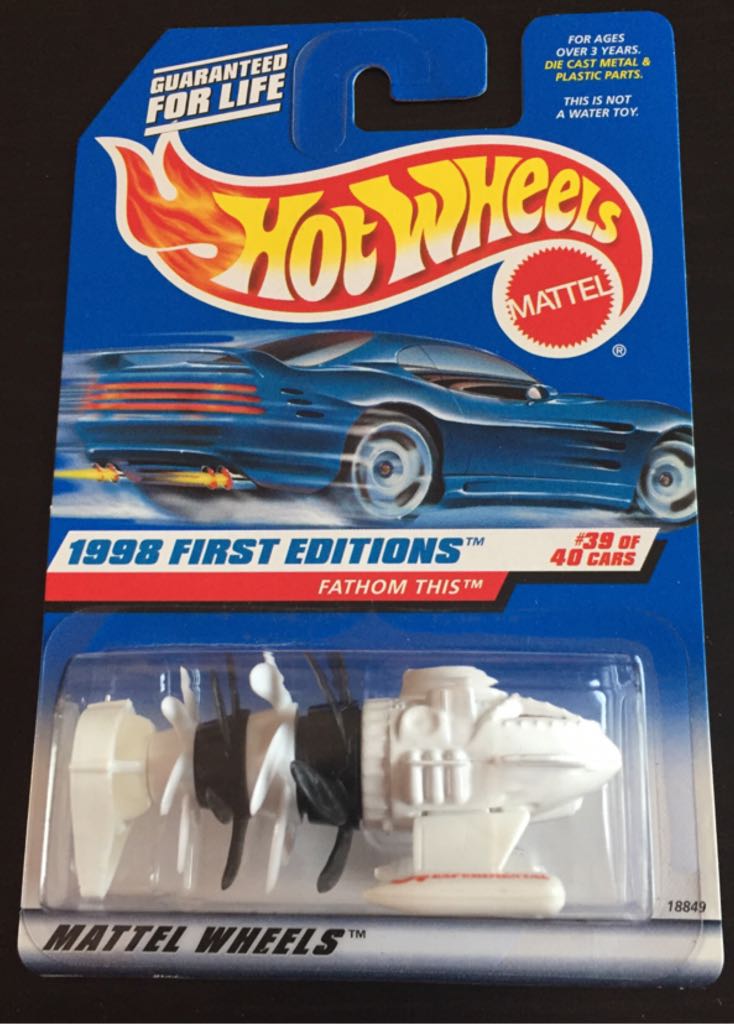 GUARANTEED
FOR LIFE
FOR AGES
OVER 3 YEARS.
DIE CAST METAL &
PLASTIC PARTS.
THIS IS NOT
A WATER TOY.
HOT WHEELS
MATTEL
®
1998 FIRST EDITIONS™
#39 OF
40 CARS
FATHOM THIS™
EXPERIMENTAL
18849
MATTEL WHEELS™